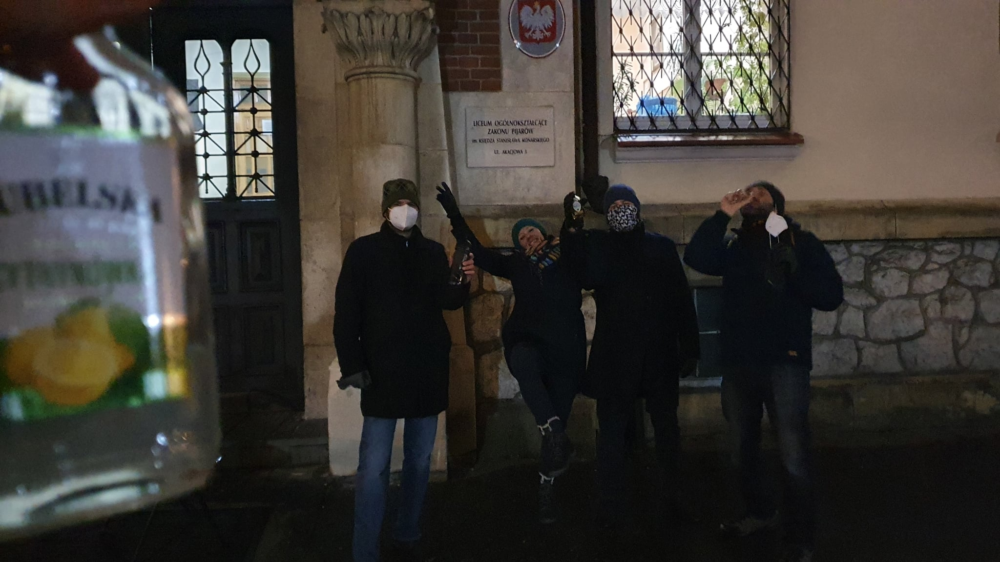 LICEUM OGÓLNOKSZTAŁCĄCE
ZAKONU PIJARÓW
im. KSIĘDZA STANISŁAWA KONARSKIEGO
UL. AKACJOWA 3